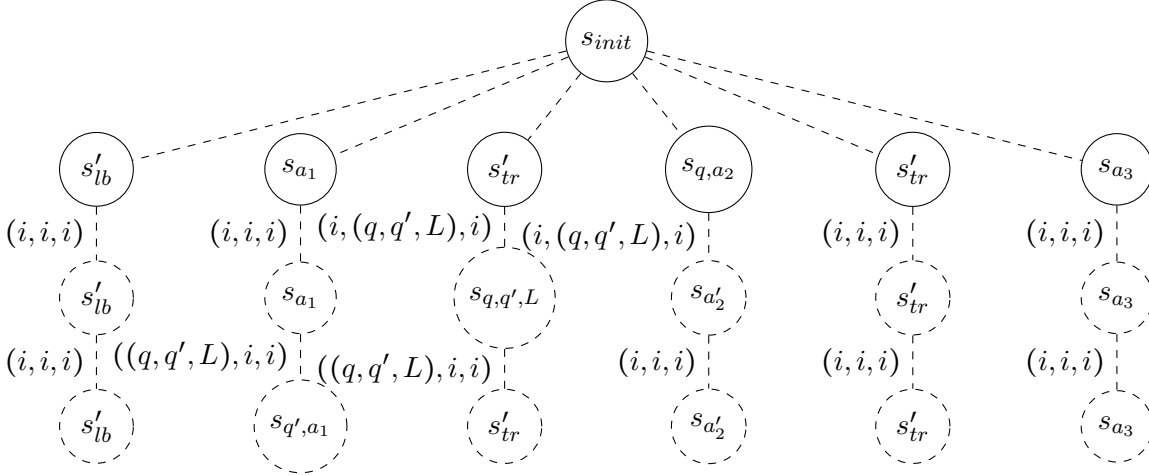 s_{init}
s'_{lb} s_{a_1} s'_{tr} s_{q,a_2} s'_{tr} s_{a_3}
(i, i, i) (i, i, i) (i, (q, q', L), i) (i, (q, q', L), i) (i, i, i) (i, i, i)
s'_{lb} s_{a_1} s_{q,q',L} s_{a'_2} s'_{tr} s_{a_3}
(i, i, i) ((q, q', L), i, i) ((q, q', L), i, i) (i, i, i) (i, i, i) (i, i, i)
s'_{lb} s_{q',a_1} s'_{tr} s_{a'_2} s'_{tr} s_{a_3}